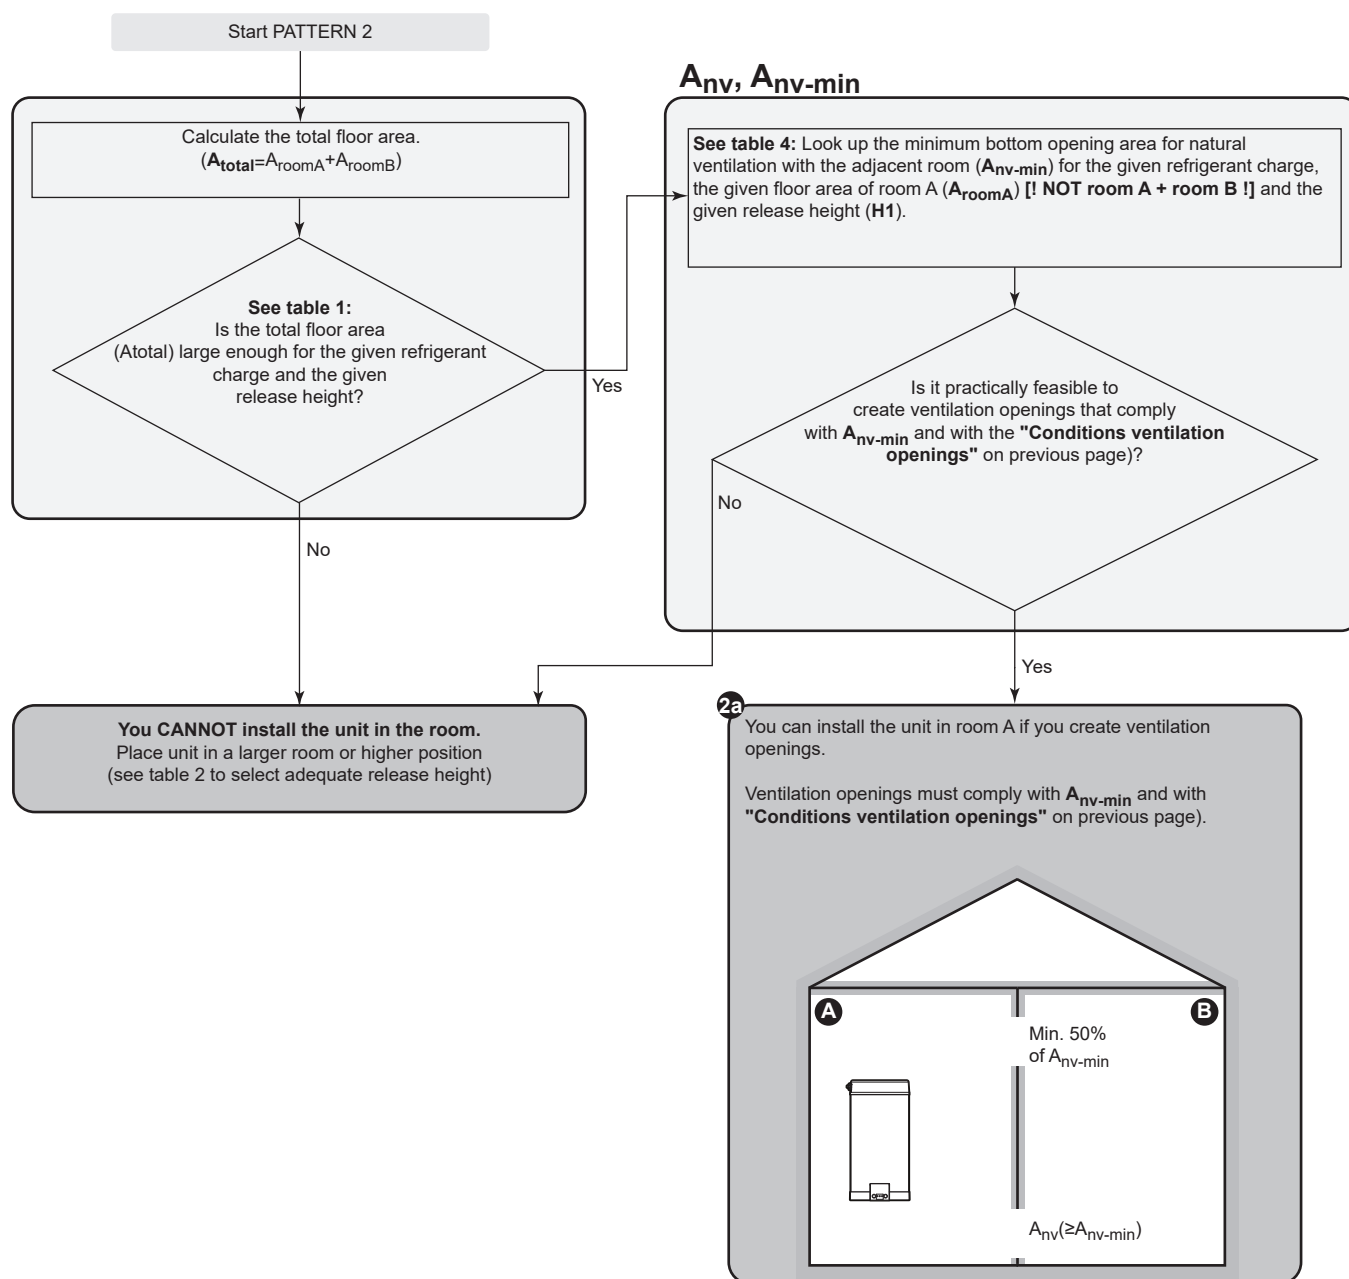 Start PATTERN 2
Calculate the total floor area.
(Atotal=AroomA+AroomB)
See table 1:
Is the total floor area
(Atotal) large enough for the given refrigerant
charge and the given
release height?
Yes
No
Anv, Anv-min
See table 4: Look up the minimum bottom opening area for natural
ventilation with the adjacent room (Anv-min) for the given refrigerant charge,
the given floor area of room A (AroomA) [! NOT room A + room B !] and the
given release height (H1).
Is it practically feasible to
create ventilation openings that comply
with Anv-min and with the "Conditions ventilation
openings" on previous page)?
No
Yes
You CANNOT install the unit in the room.
Place unit in a larger room or higher position
(see table 2 to select adequate release height)
2a
You can install the unit in room A if you create ventilation
openings.
Ventilation openings must comply with Anv-min and with
"Conditions ventilation openings" on previous page).
A
B
Min. 50%
of Anv-min
Anv(≥Anv-min)